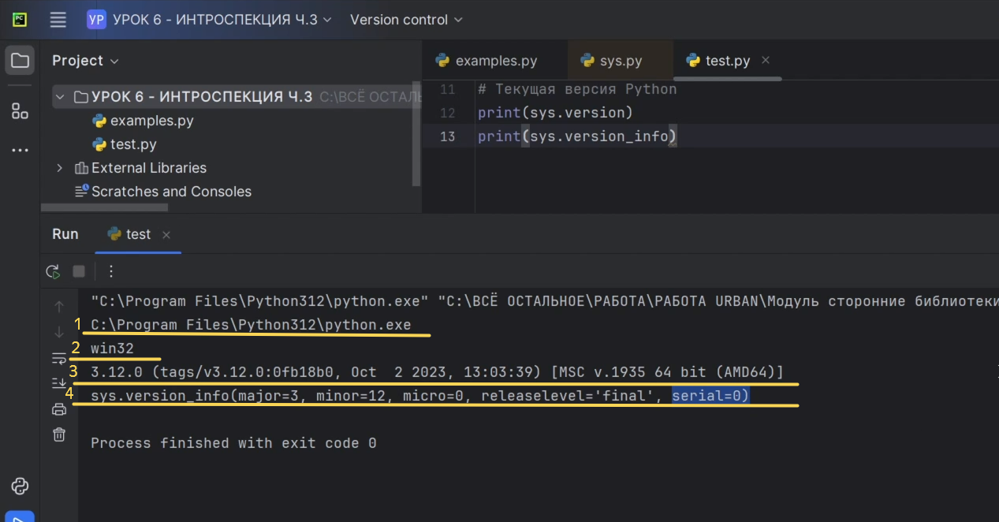 PC
УР УРОК 6 - ИНТРОСПЕКЦИЯ Ч.3 Version control
Project
examples.py sys.py test.py
УРОК 6 - ИНТРОСПЕКЦИЯ Ч.3 C:\ВСЁ ОСТАЛЬ
examples.py
test.py
External Libraries
Scratches and Consoles
11 # Текущая версия Python
12 print(sys.version)
13 print(sys.version_info)
Run test
"C:\Program Files\Python312\python.exe" "C:\ВСЁ ОСТАЛЬНОЕ\РАБОТА\РАБОТА URBAN\Модуль сторонние библиотеки
1 C:\Program Files\Python312\python.exe
2 win32
3 3.12.0 (tags/v3.12.0:0fb18b0, Oct  2 2023, 13:03:39) [MSC v.1935 64 bit (AMD64)]
4 sys.version_info(major=3, minor=12, micro=0, releaselevel='final', serial=0)
Process finished with exit code 0